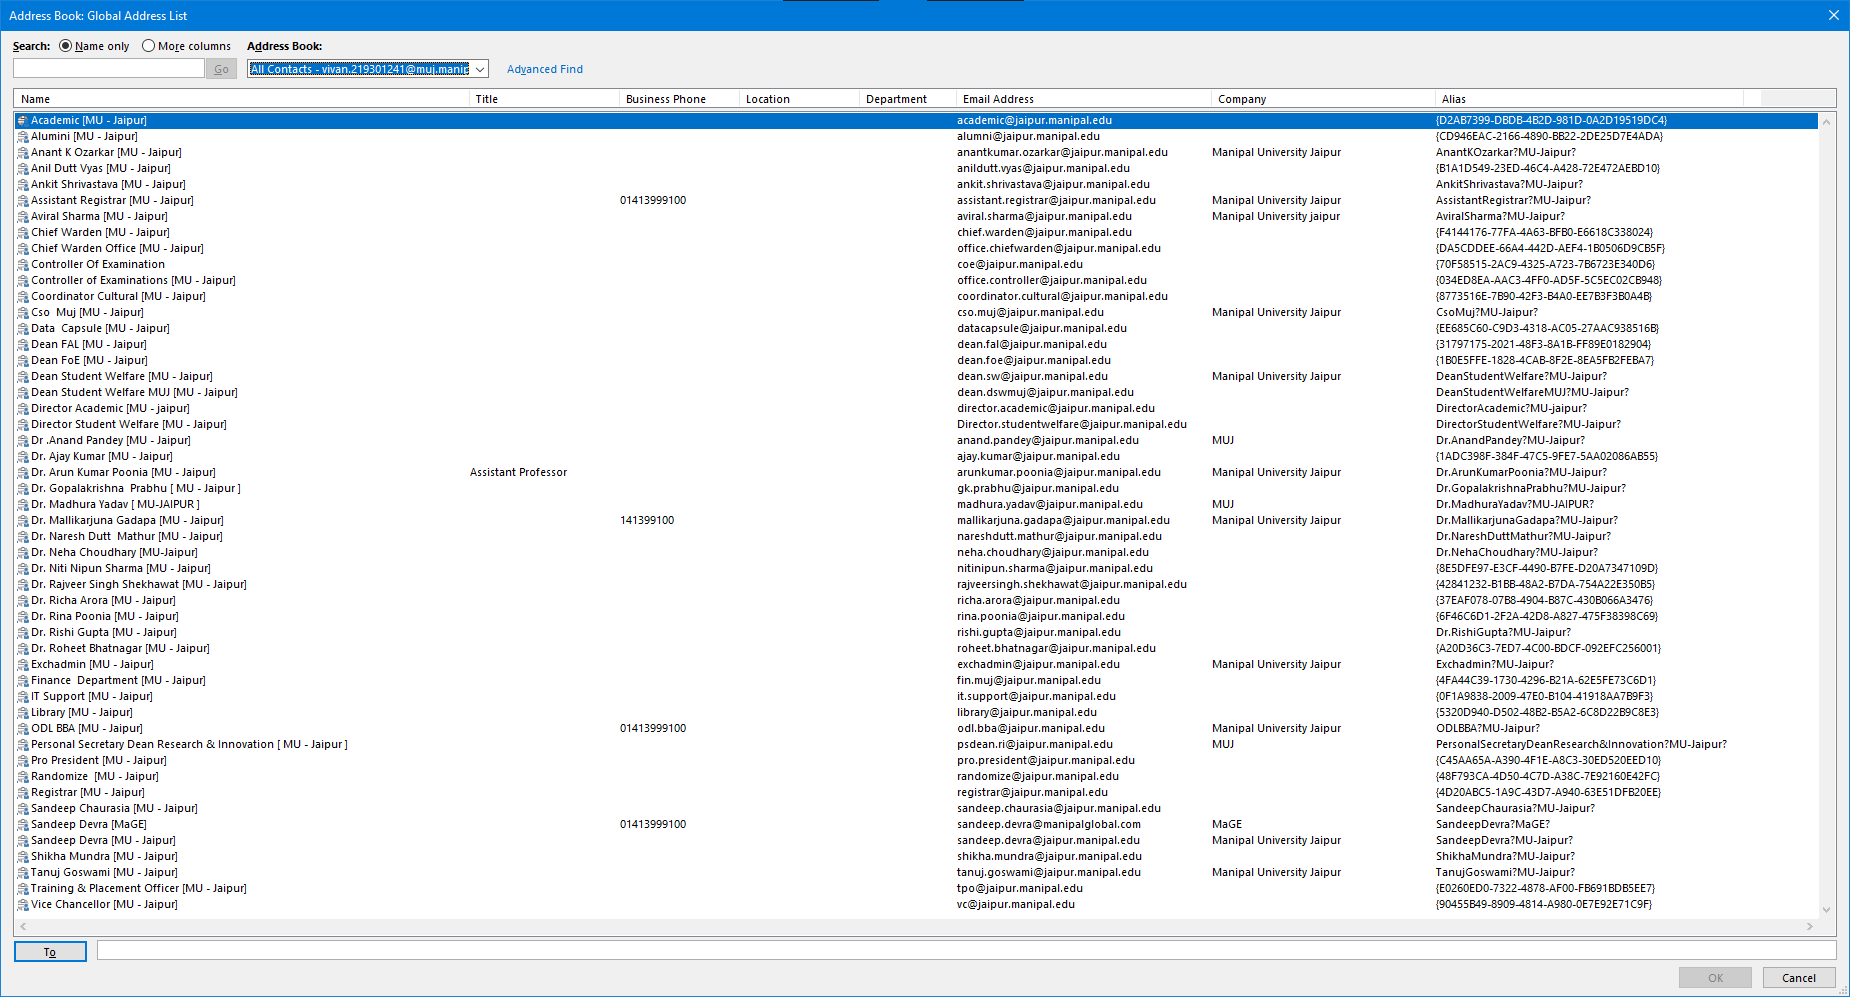 Address Book: Global Address List
Search: Name only More columns Address Book:
Go All Contacts - vivan.219301241@muj.manip Advanced Find
Name Title Business Phone Location Department Email Address Company Alias
Academic [MU - Jaipur] academic@jaipur.manipal.edu {D2AB7399-DBDB-4B2D-981D-0A2D19519DC4}
Alumini [MU - Jaipur] alumni@jaipur.manipal.edu {CD946EAC-2166-4890-BB22-2DE25D7E4ADA}
Anant K Ozarkar [MU - Jaipur] anantkumar.ozarkar@jaipur.manipal.edu Manipal University Jaipur AnantKOzarkar?MU-Jaipur?
Anil Dutt Vyas [MU - Jaipur] anildutt.vyas@jaipur.manipal.edu {B1A1D549-23ED-46C4-A428-72E472AEBD10}
Ankit Shrivastava [MU - Jaipur] ankit.shrivastava@jaipur.manipal.edu AnkitShrivastava?MU-Jaipur?
Assistant Registrar [MU - Jaipur] 01413999100 assistant.registrar@jaipur.manipal.edu Manipal University Jaipur AssistantRegistrar?MU-Jaipur?
Aviral Sharma [MU - Jaipur] aviral.sharma@jaipur.manipal.edu Manipal University jaipur AviralSharma?MU-Jaipur?
Chief Warden [MU - Jaipur] chief.warden@jaipur.manipal.edu {F4144176-77FA-4A63-BFB0-E6618C338024}
Chief Warden Office [MU - Jaipur] office.chiefwarden@jaipur.manipal.edu {DA5CDDEE-66A4-442D-AEF4-1B0506D9CB5F}
Controller Of Examination coe@jaipur.manipal.edu {70F58515-2AC9-4325-A723-7B6723E340D6}
Controller of Examinations [MU - Jaipur] office.controller@jaipur.manipal.edu {034ED8EA-AAC3-4FF0-AD5F-5C5EC02CB948}
Coordinator Cultural [MU - Jaipur] coordinator.cultural@jaipur.manipal.edu {8773516E-7B90-42F3-B4A0-EE7B3F3B0A4B}
Cso  Muj [MU - Jaipur] cso.muj@jaipur.manipal.edu Manipal University Jaipur CsoMuj?MU-Jaipur?
Data  Capsule [MU - Jaipur] datacapsule@jaipur.manipal.edu {EE685C60-C9D3-4318-AC05-27AAC938516B}
Dean FAL [MU - Jaipur] dean.fal@jaipur.manipal.edu {31797175-2021-48F3-8A1B-FF89E0182904}
Dean FoE [MU - Jaipur] dean.foe@jaipur.manipal.edu {1B0E5FFE-1828-4CAB-8F2E-8EA5FB2FEBA7}
Dean Student Welfare [MU - Jaipur] dean.sw@jaipur.manipal.edu Manipal University Jaipur DeanStudentWelfare?MU-Jaipur?
Dean Student Welfare MUJ [MU - Jaipur] dean.dswmuj@jaipur.manipal.edu DeanStudentWelfareMUJ?MU-Jaipur?
Director Academic [MU - jaipur] director.academic@jaipur.manipal.edu DirectorAcademic?MU-jaipur?
Director Student Welfare [MU - Jaipur] Director.studentwelfare@jaipur.manipal.edu DirectorStudentWelfare?MU-Jaipur?
Dr .Anand Pandey [MU - Jaipur] anand.pandey@jaipur.manipal.edu MUJ Dr.AnandPandey?MU-Jaipur?
Dr. Ajay Kumar [MU - Jaipur] ajay.kumar@jaipur.manipal.edu {1ADC398F-384F-47C5-9FE7-5AA02086AB55}
Dr. Arun Kumar Poonia [MU - Jaipur] Assistant Professor arunkumar.poonia@jaipur.manipal.edu Manipal University Jaipur Dr.ArunKumarPoonia?MU-Jaipur?
Dr. Gopalakrishna  Prabhu [ MU - Jaipur ] gk.prabhu@jaipur.manipal.edu Dr.GopalakrishnaPrabhu?MU-Jaipur?
Dr. Madhura Yadav [ MU-JAIPUR ] madhura.yadav@jaipur.manipal.edu MUJ Dr.MadhuraYadav?MU-JAIPUR?
Dr. Mallikarjuna Gadapa [MU - Jaipur] 141399100 mallikarjuna.gadapa@jaipur.manipal.edu Manipal University Jaipur Dr.MallikarjunaGadapa?MU-Jaipur?
Dr. Naresh Dutt  Mathur [MU - Jaipur] nareshdutt.mathur@jaipur.manipal.edu Dr.NareshDuttMathur?MU-Jaipur?
Dr. Neha Choudhary [MU-Jaipur] neha.choudhary@jaipur.manipal.edu Dr.NehaChoudhary?MU-Jaipur?
Dr. Niti Nipun Sharma [MU - Jaipur] nitinipun.sharma@jaipur.manipal.edu {8E5DFE97-E3CF-4490-B7FE-D20A7347109D}
Dr. Rajveer Singh Shekhawat [MU - Jaipur] rajveersingh.shekhawat@jaipur.manipal.edu {42841232-B1BB-48A2-B7DA-754A22E350B5}
Dr. Richa Arora [MU - Jaipur] richa.arora@jaipur.manipal.edu {37EAF078-07B8-4904-B87C-430B066A3476}
Dr. Rina Poonia [MU - Jaipur] rina.poonia@jaipur.manipal.edu {6F46C6D1-2F2A-42D8-A827-475F38398C69}
Dr. Rishi Gupta [MU - Jaipur] rishi.gupta@jaipur.manipal.edu Dr.RishiGupta?MU-Jaipur?
Dr. Roheet Bhatnagar [MU - Jaipur] roheet.bhatnagar@jaipur.manipal.edu {A20D36C3-7ED7-4C00-BDCF-092EFC256001}
Exchadmin [MU - Jaipur] exchadmin@jaipur.manipal.edu Manipal University Jaipur Exchadmin?MU-Jaipur?
Finance  Department [MU - Jaipur] fin.muj@jaipur.manipal.edu {4FA44C39-1730-4296-B21A-62E5FE73C6D1}
IT Support [MU - Jaipur] it.support@jaipur.manipal.edu {0F1A9838-2009-47E0-B104-41918AA7B9F3}
Library [MU - Jaipur] library@jaipur.manipal.edu {5320D940-D502-48B2-B5A2-6C8D22B9C8E3}
ODL BBA [MU - Jaipur] 01413999100 odl.bba@jaipur.manipal.edu Manipal University Jaipur ODLBBA?MU-Jaipur?
Personal Secretary Dean Research & Innovation [ MU - Jaipur ] psdean.ri@jaipur.manipal.edu MUJ PersonalSecretaryDeanResearch&Innovation?MU-Jaipur?
Pro President [MU - Jaipur] pro.president@jaipur.manipal.edu {C45AA65A-A390-4F1E-A8C3-30ED520EED10}
Randomize  [MU - Jaipur] randomize@jaipur.manipal.edu {48F793CA-4D50-4C7D-A38C-7E92160E42FC}
Registrar [MU - Jaipur] registrar@jaipur.manipal.edu {4D20ABC5-1A9C-43D7-A940-63E51DFB20EE}
Sandeep Chaurasia [MU - Jaipur] sandeep.chaurasia@jaipur.manipal.edu SandeepChaurasia?MU-Jaipur?
Sandeep Devra [MaGE] 01413999100 sandeep.devra@manipalglobal.com MaGE SandeepDevra?MaGE?
Sandeep Devra [MU - Jaipur] sandeep.devra@jaipur.manipal.edu Manipal University Jaipur SandeepDevra?MU-Jaipur?
Shikha Mundra [MU - Jaipur] shikha.mundra@jaipur.manipal.edu ShikhaMundra?MU-Jaipur?
Tanuj Goswami [MU - Jaipur] tanuj.goswami@jaipur.manipal.edu Manipal University Jaipur TanujGoswami?MU-Jaipur?
Training & Placement Officer [MU - Jaipur] tpo@jaipur.manipal.edu {E0260ED0-7322-4878-AF00-FB691BDB5EE7}
Vice Chancellor [MU - Jaipur] vc@jaipur.manipal.edu {90455B49-8909-4814-A980-0E7E92E71C9F}
To
OK Cancel